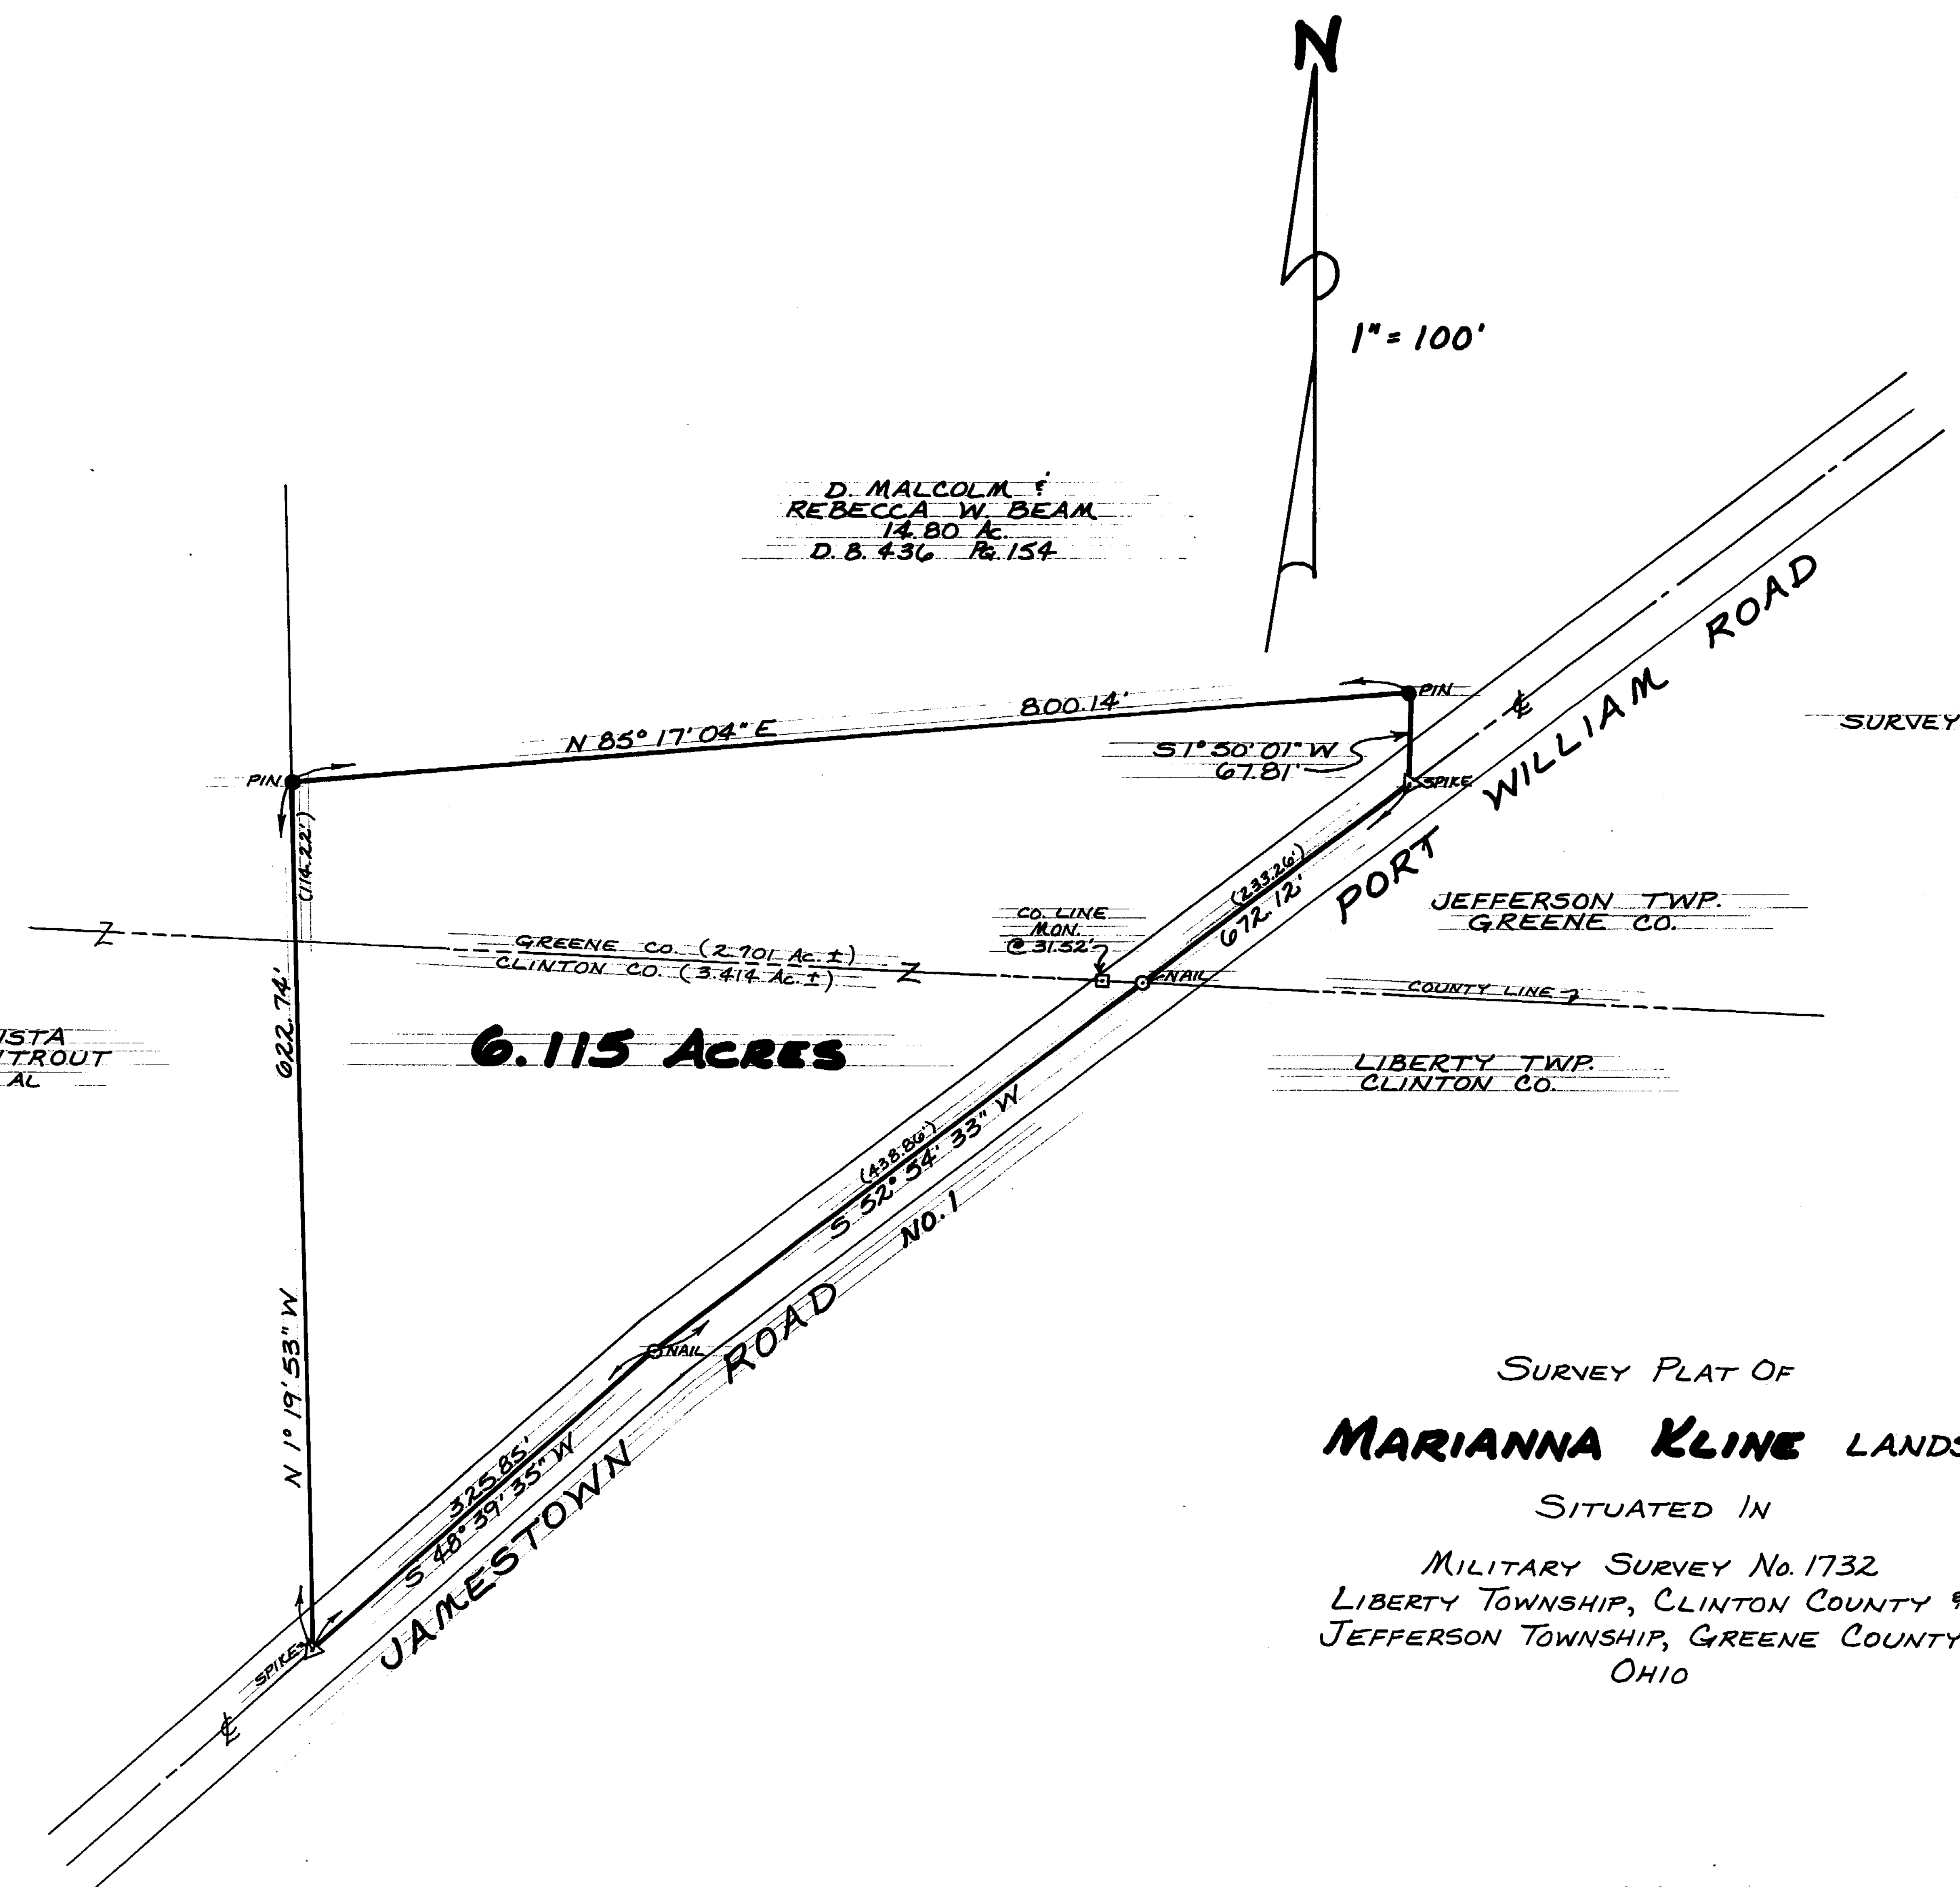 N
1" = 100'
D. MALCOLM &
REBECCA W. BEAM
14.80 Ac.
D.B. 436 PG. 154
PORT WILLIAM ROAD
℄
SURVEY
PIN
N 85° 17' 04" E 800.14'
S 1° 50' 01" W
67.81'
PIN
SPIKE
(114.22')
(233.26')
672.12'
JEFFERSON TWP.
GREENE CO.
CO. LINE
MON.
@ 31.52'
GREENE CO. (2.701 Ac. ±)
CLINTON CO. (3.414 Ac. ±)
NAIL
COUNTY LINE
622.74'
N 1° 19' 53" W
ISTA
TROUT
AL
6.115 ACRES
LIBERTY TWP.
CLINTON CO.
(438.86')
S 52° 54' 33" W
NAIL
325.85'
S 48° 39' 35" W
JAMESTOWN ROAD NO. 1
SPIKE
℄
SURVEY PLAT OF
MARIANNA KLINE LANDS
SITUATED IN
MILITARY SURVEY No. 1732
LIBERTY TOWNSHIP, CLINTON COUNTY &
JEFFERSON TOWNSHIP, GREENE COUNTY
OHIO